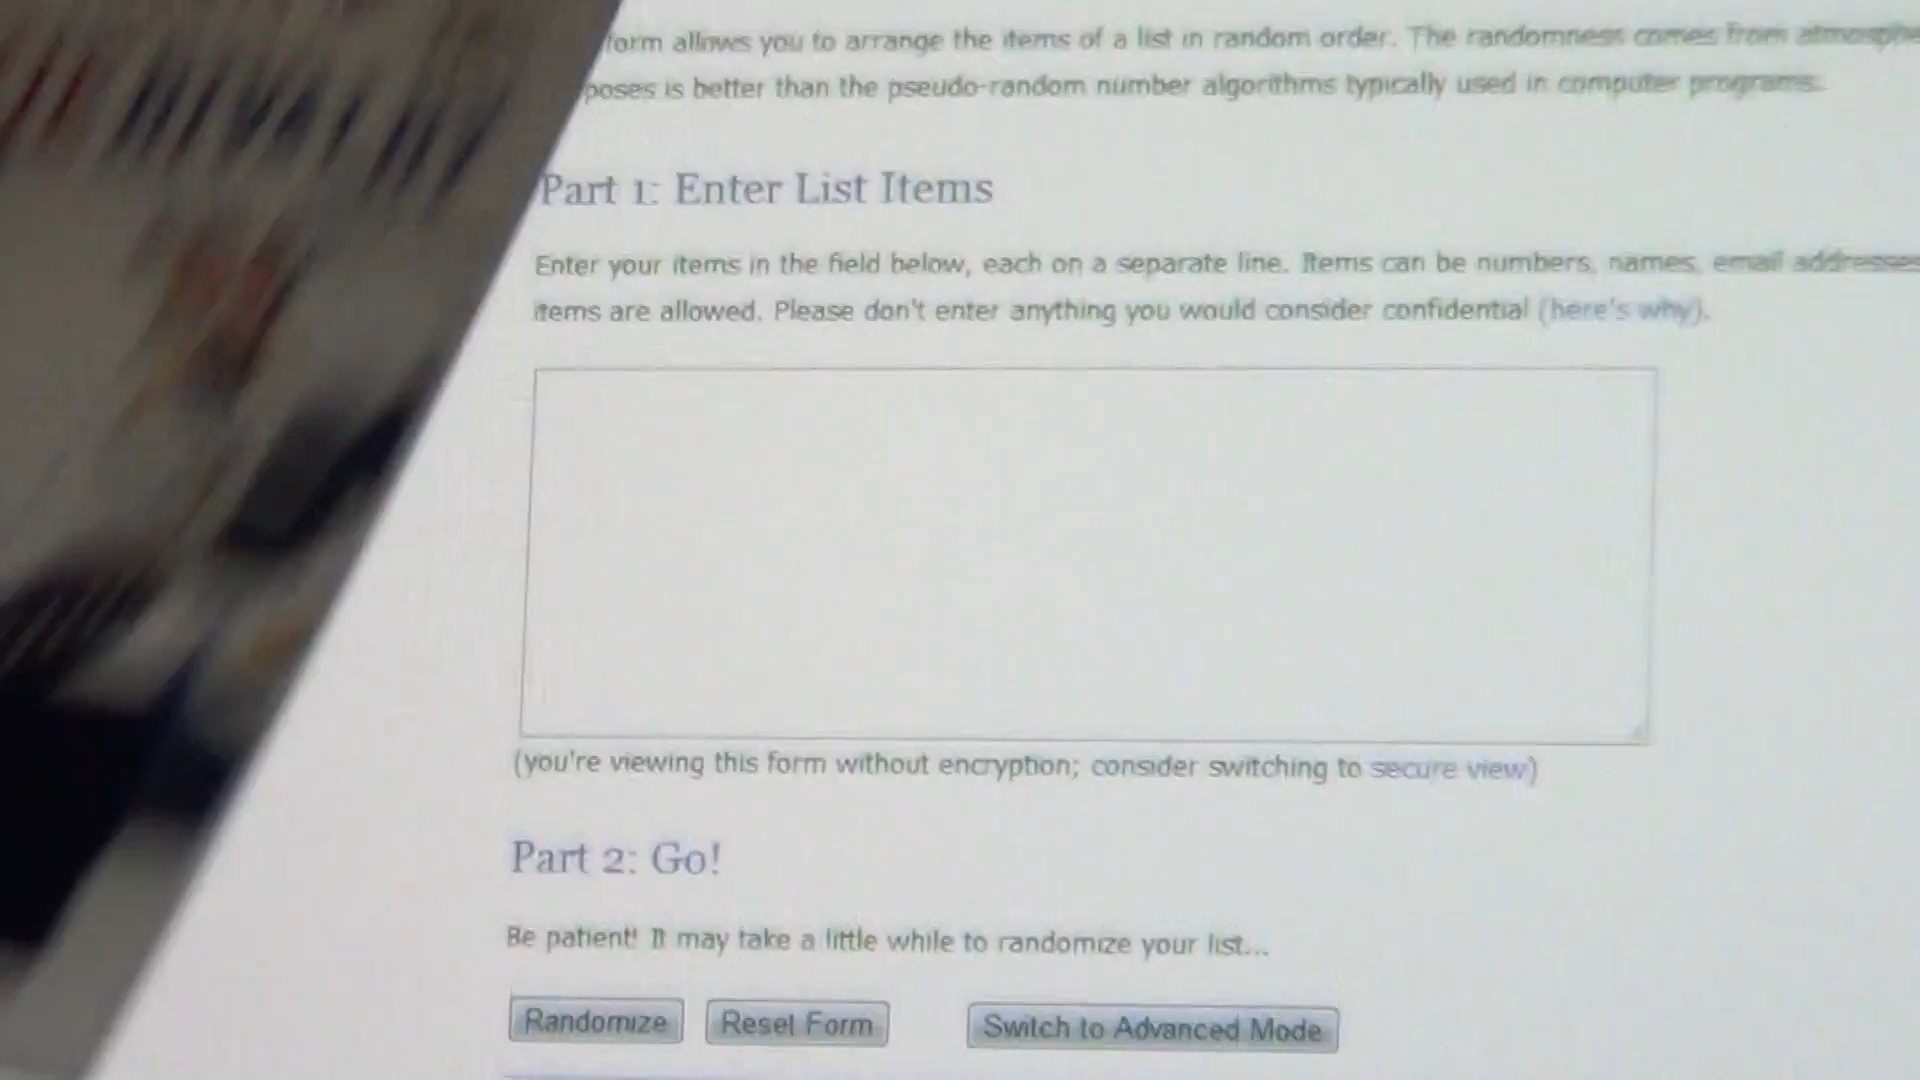 form allows you to arrange the items of a list in random order. The randomness comes from
is better than the pseudo-random number algorithms typically used in computer programs.
Part 1: Enter List Items
Enter your items in the field below, each on a separate line. Items can be numbers, names, email addresses
items are allowed. Please don't enter anything you would consider confidential (here's why).
(you're viewing this form without encryption; consider switching to secure view)
Part 2: Go!
Be patient! It may take a little while to randomize your list...
Randomize Reset Form Switch to Advanced Mode